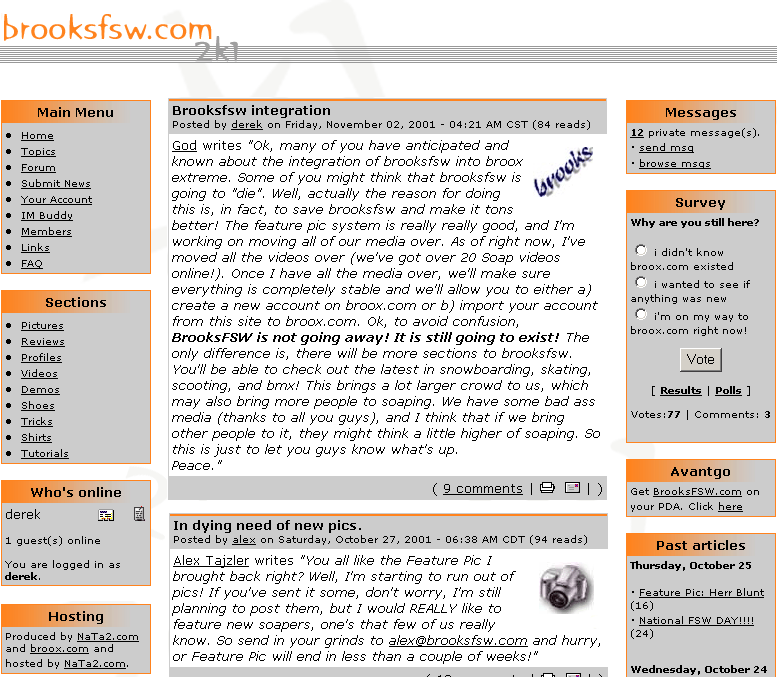 brooksfsw.com
2k1
Main Menu
Home
Topics
Forum
Submit News
Your Account
IM Buddy
Members
Links
FAQ
Sections
Pictures
Reviews
Profiles
Videos
Demos
Shoes
Tricks
Shirts
Tutorials
Who's online
derek
1 guest(s) online
You are logged in as
derek.
Hosting
Produced by NaTa2.com
and broox.com and
hosted by NaTa2.com.
Brooksfsw integration
Posted by derek on Friday, November 02, 2001 - 04:21 AM CST (84 reads)
brooks
God writes "Ok, many of you have anticipated and
known about the integration of brooksfsw into broox
extreme. Some of you might think that brooksfsw is
going to "die". Well, actually the reason for doing
this is, in fact, to save brooksfsw and make it tons
better! The feature pic system is really really good, and I'm
working on moving all of our media over. As of right now, I've
moved all the videos over (we've got over 20 Soap videos
online!). Once I have all the media over, we'll make sure
everything is completely stable and we'll allow you to either a)
create a new account on broox.com or b) import your account
from this site to broox.com. Ok, to avoid confusion,
BrooksFSW is not going away! It is still going to exist! The
only difference is, there will be more sections to brooksfsw.
You'll be able to check out the latest in snowboarding, skating,
scooting, and bmx! This brings a lot larger crowd to us, which
may also bring more people to soaping. We have some bad ass
media (thanks to all you guys), and I think that if we bring
other people to it, they might think a little higher of soaping. So
this is just to let you guys know what's up.
Peace."
( 9 comments | | )
In dying need of new pics.
Posted by alex on Saturday, October 27, 2001 - 06:38 AM CDT (94 reads)
Alex Tajzler writes "You all like the Feature Pic I
brought back right? Well, I'm starting to run out of
pics! If you've sent it some, don't worry, I'm still
planning to post them, but I would REALLY like to
feature new soapers, one's that few of us really
know. So send in your grinds to alex@brooksfsw.com and hurry,
or Feature Pic will end in less than a couple of weeks!"
Messages
12 private message(s).
· send msg
· browse msgs
Survey
Why are you still here?
i didn't know
broox.com existed
i wanted to see if
anything was new
i'm on my way to
broox.com right now!
Vote
[ Results | Polls ]
Votes:77 | Comments: 3
Avantgo
Get BrooksFSW.com on
your PDA. Click here
Past articles
Thursday, October 25
· Feature Pic: Herr Blunt
(16)
· National FSW DAY!!!!
(24)
Wednesday, October 24